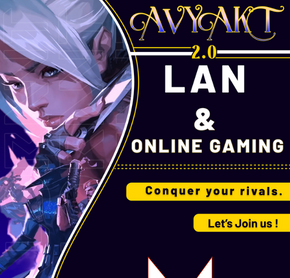 AVYAKT
2.0
LAN
&
ONLINE GAMING
Conquer your rivals.
Let's Join us !